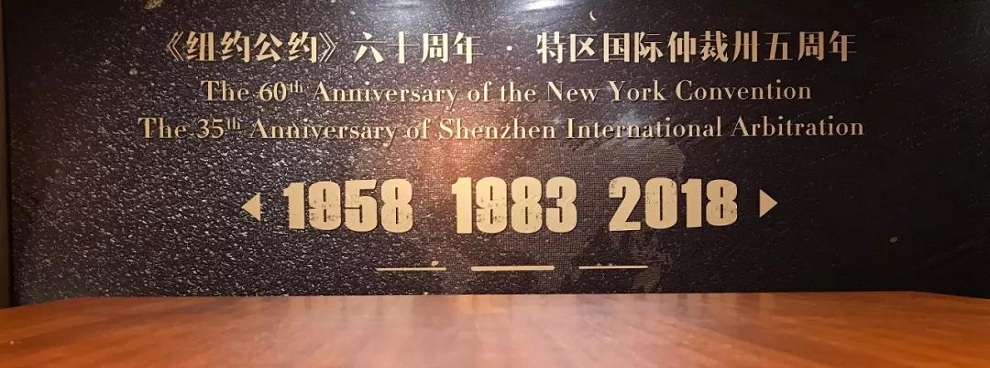 《纽约公约》六十周年 · 特区国际仲裁卅五周年
The 60th Anniversary of the New York Convention
The 35th Anniversary of Shenzhen International Arbitration
1958 1983 2018